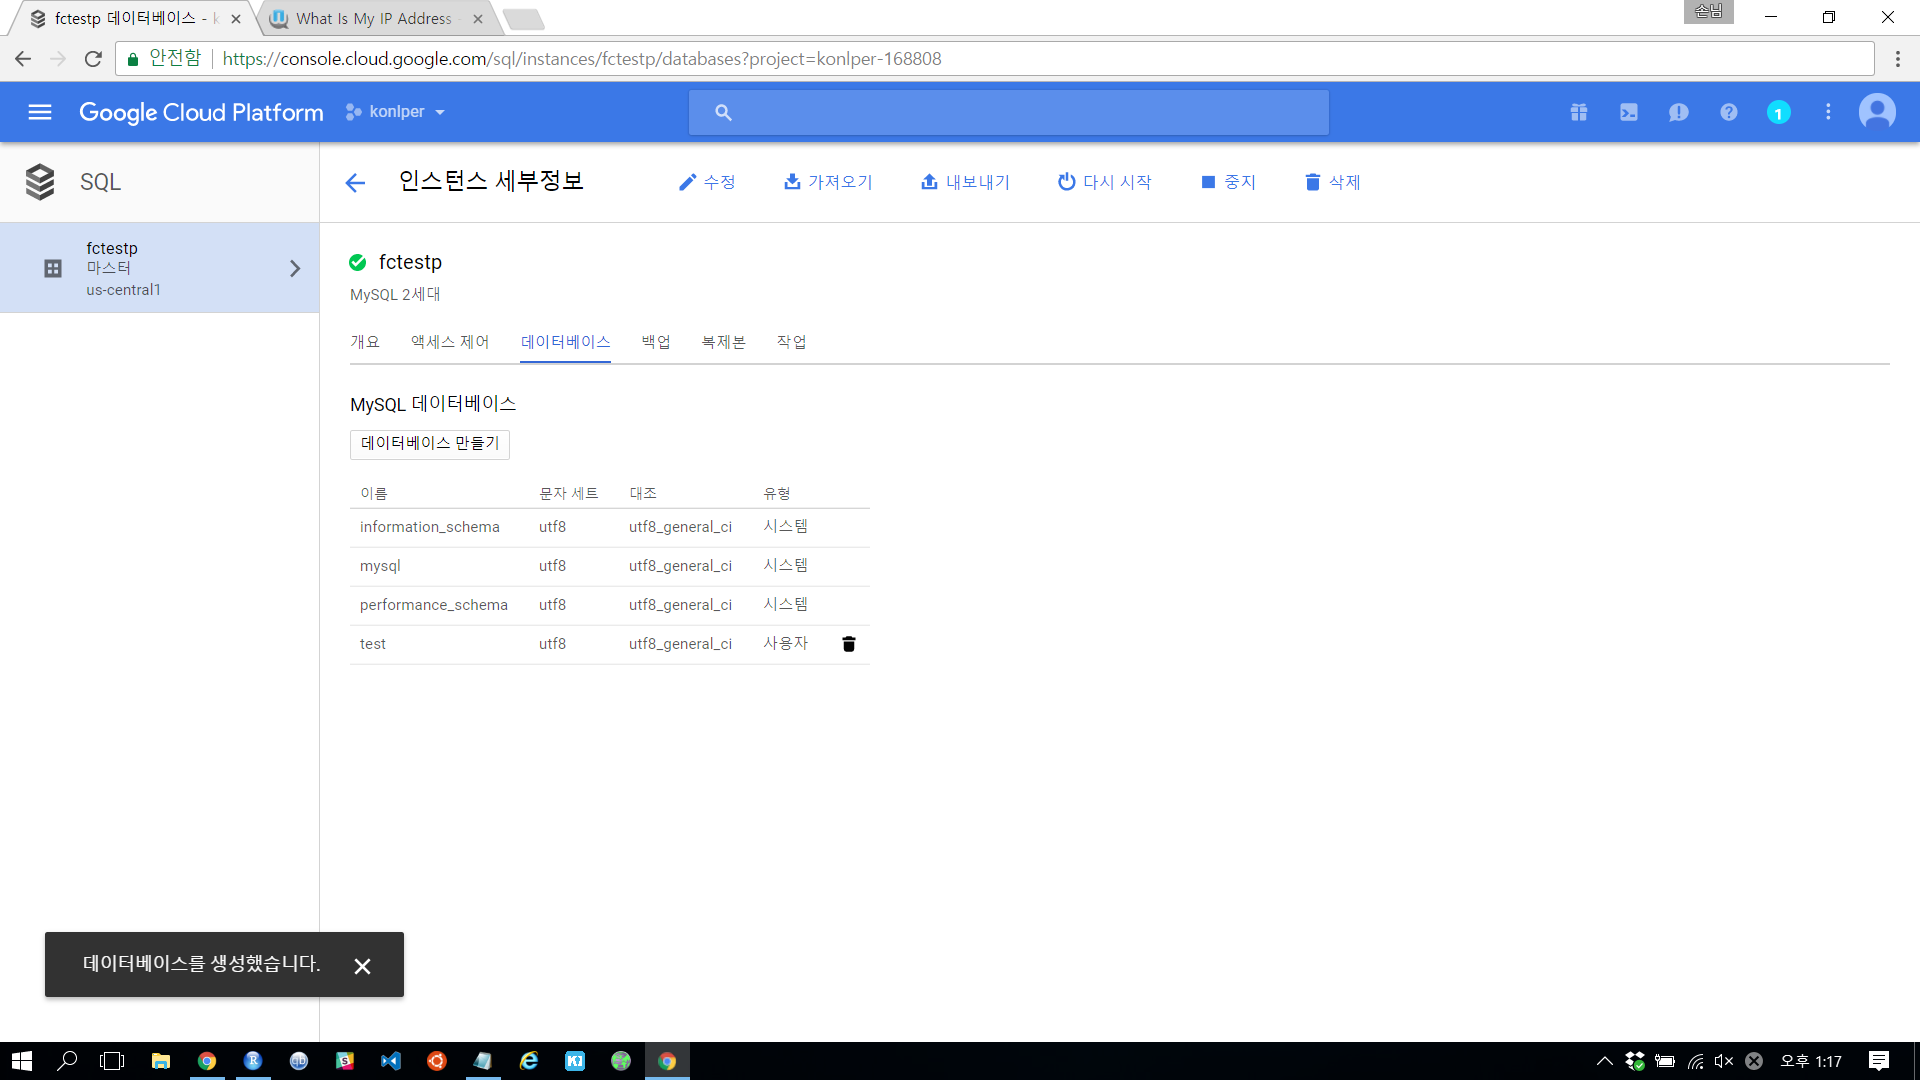 fctestp 데이터베이스 - k
What Is My IP Address
손님
안전함
https://console.cloud.google.com/sql/instances/fctestp/databases?project=konlper-168808
Google Cloud Platform
konlper
1
SQL
인스턴스 세부정보
수정
가져오기
내보내기
다시 시작
중지
삭제
fctestp
마스터
us-central1
fctestp
MySQL 2세대
개요 액세스 제어 데이터베이스 백업 복제본 작업
MySQL 데이터베이스
데이터베이스 만들기
이름 문자 세트 대조 유형
information_schema utf8 utf8_general_ci 시스템
mysql utf8 utf8_general_ci 시스템
performance_schema utf8 utf8_general_ci 시스템
test utf8 utf8_general_ci 사용자
데이터베이스를 생성했습니다.
오후 1:17